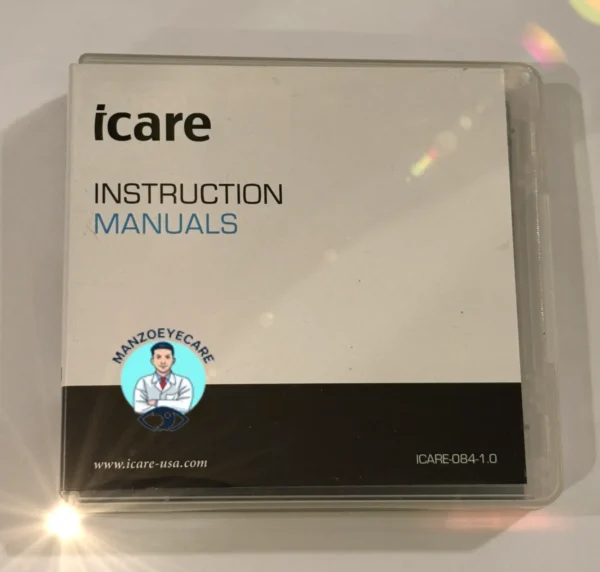 icare
INSTRUCTION
MANUALS
MANZOEYECARE
www.icare-usa.com
ICARE-084-1.0